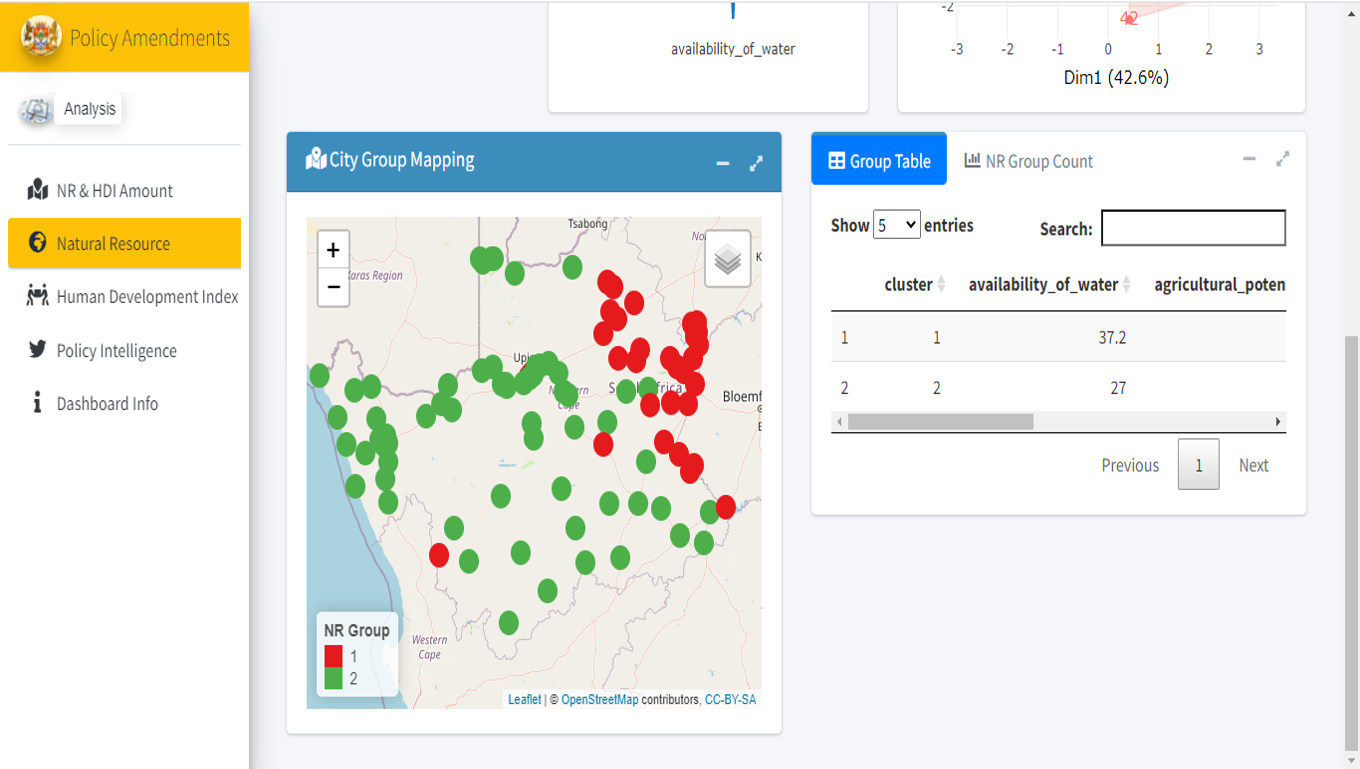 Policy Amendments
Analysis
NR & HDI Amount
Natural Resource
Human Development Index
Policy Intelligence
Dashboard Info
availability_of_water
-2
42
-3 -2 -1 0 1 2 3
Dim1 (42.6%)
City Group Mapping
+
−
Tsabong
Karas Region
No
K
Upi
Northern
Cape
South Africa
Bloemf
Western
Cape
NR Group
1
2
Leaflet | © OpenStreetMap contributors, CC-BY-SA
Group Table
NR Group Count
Show 5 entries
Search:
cluster availability_of_water agricultural_poten
1 1 37.2
2 2 27
Previous 1 Next